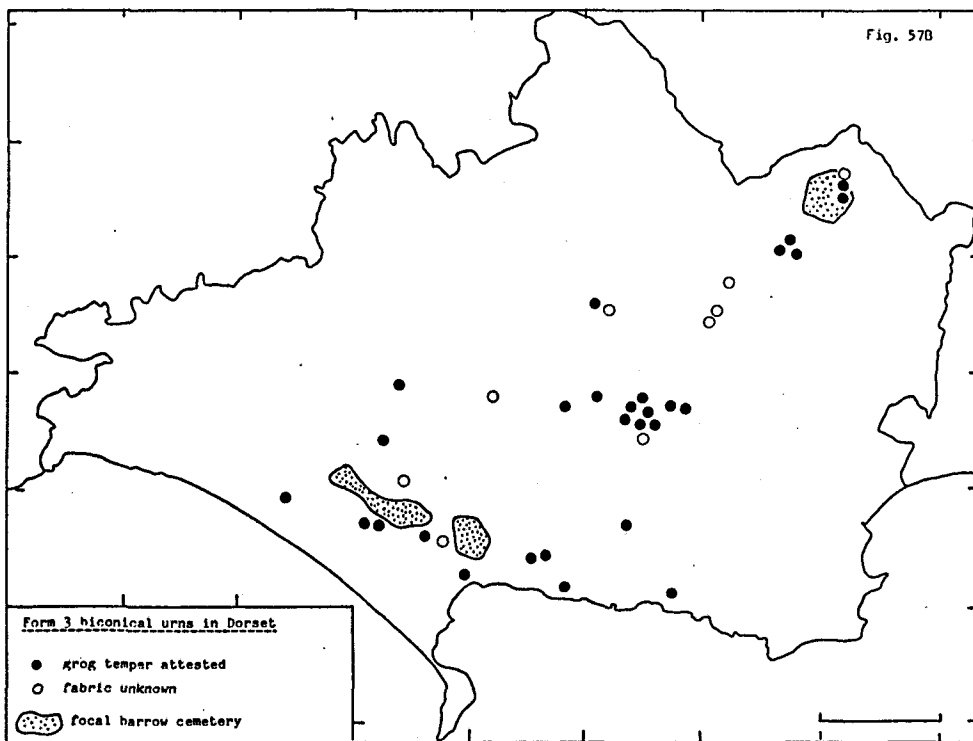 Fig. 57B
Form 3 biconical urns in Dorset
grog temper attested
fabric unknown
focal barrow cemetery